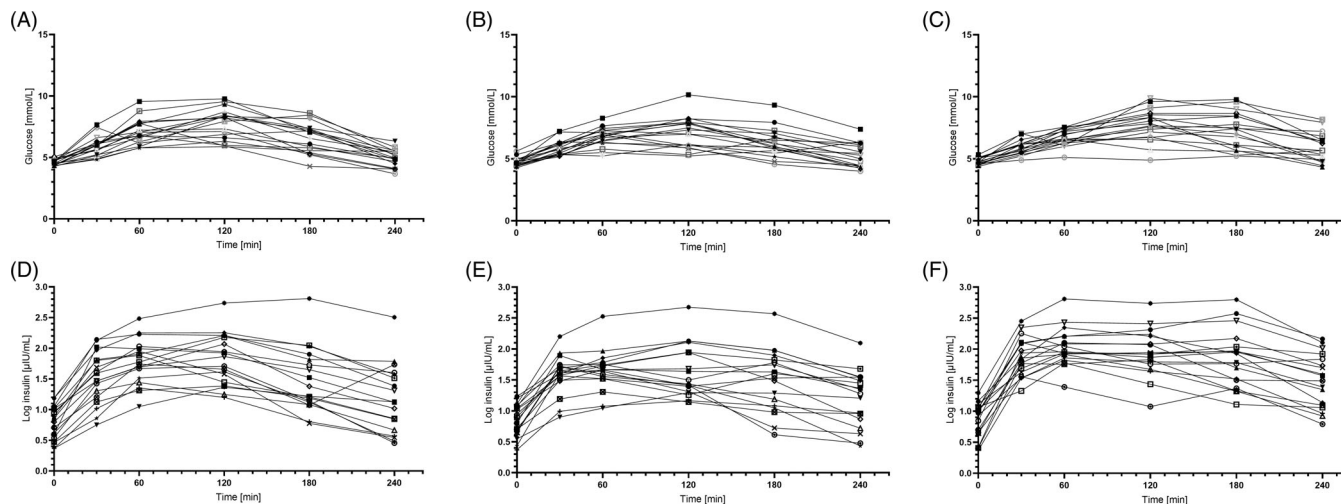 (A)
15
10
5
0
Glucose [mmol/L]
0 60 120 180 240
Time [min]
(B)
15
10
5
0
Glucose [mmol/L]
0 60 120 180 240
Time [min]
(C)
15
10
5
0
Glucose [mmol/L]
0 60 120 180 240
Time [min]
(D)
3.0
2.5
2.0
1.5
1.0
0.5
0.0
Log insulin [µIU/mL]
0 60 120 180 240
Time [min]
(E)
3.0
2.5
2.0
1.5
1.0
0.5
0.0
Log insulin [µIU/mL]
0 60 120 180 240
Time [min]
(F)
3.0
2.5
2.0
1.5
1.0
0.5
0.0
Log insulin [µIU/mL]
0 60 120 180 240
Time [min]